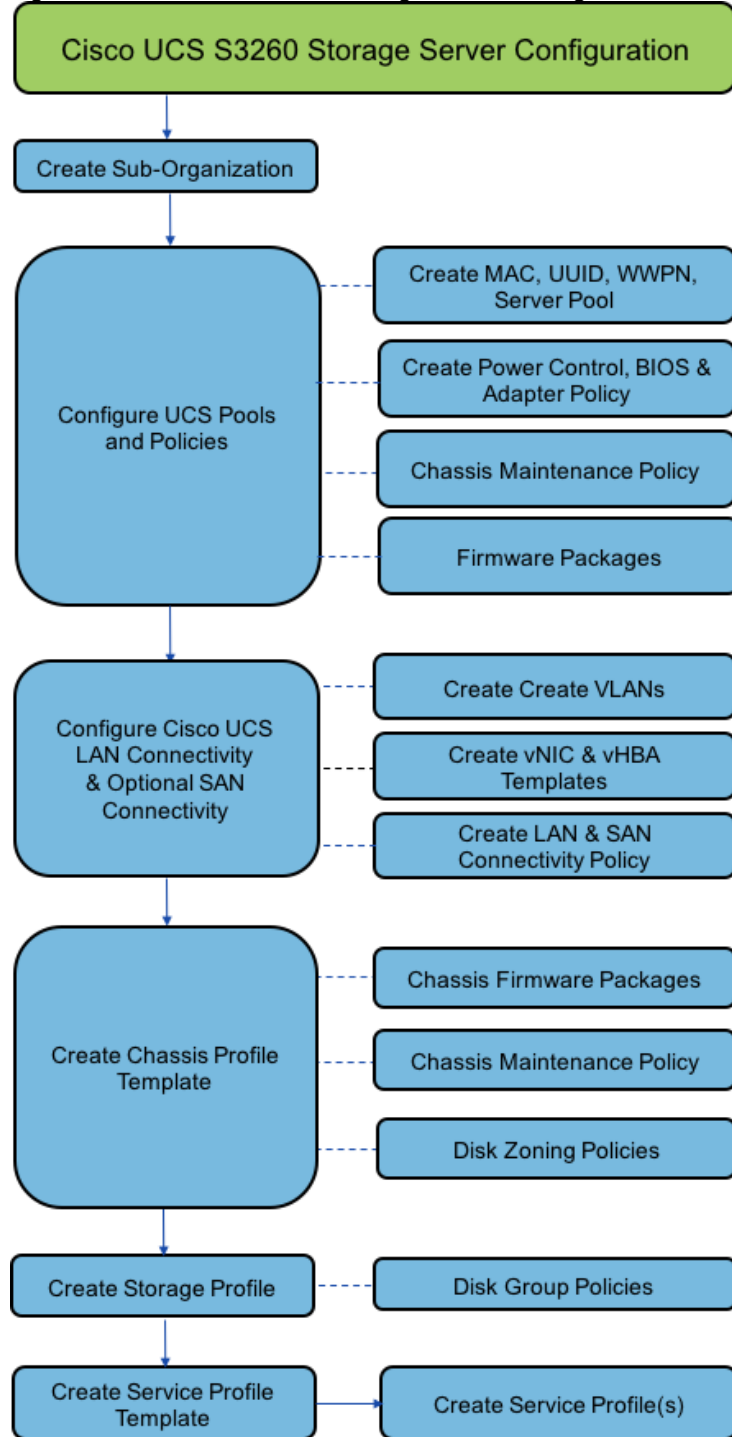 Cisco UCS S3260 Storage Server Configuration
Create Sub-Organization
Configure UCS Pools
and Policies
Create MAC, UUID, WWPN,
Server Pool
Create Power Control, BIOS &
Adapter Policy
Chassis Maintenance Policy
Firmware Packages
Configure Cisco UCS
LAN Connectivity
& Optional SAN
Connectivity
Create Create VLANs
Create vNIC & vHBA
Templates
Create LAN & SAN
Connectivity Policy
Create Chassis Profile
Template
Chassis Firmware Packages
Chassis Maintenance Policy
Disk Zoning Policies
Create Storage Profile
Disk Group Policies
Create Service Profile
Template
Create Service Profile(s)